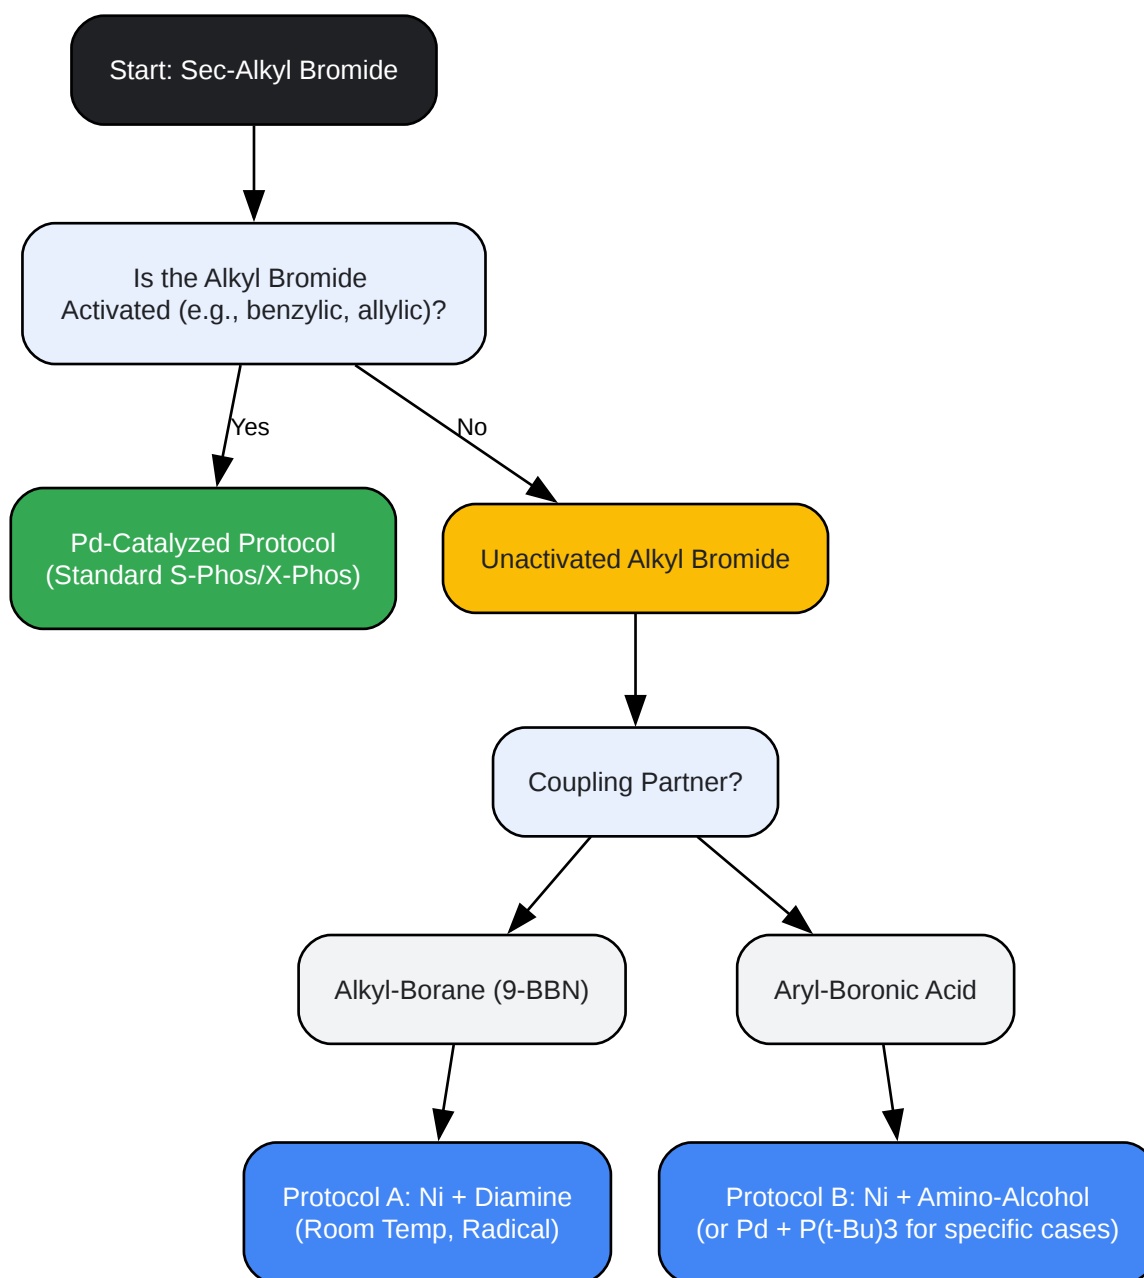 Start: Sec-Alkyl Bromide
Is the Alkyl Bromide
Activated (e.g., benzylic, allylic)?
Yes
No
Pd-Catalyzed Protocol
(Standard S-Phos/X-Phos)
Unactivated Alkyl Bromide
Coupling Partner?
Alkyl-Borane (9-BBN)
Aryl-Boronic Acid
Protocol A: Ni + Diamine
(Room Temp, Radical)
Protocol B: Ni + Amino-Alcohol
(or Pd + P(t-Bu)3 for specific cases)